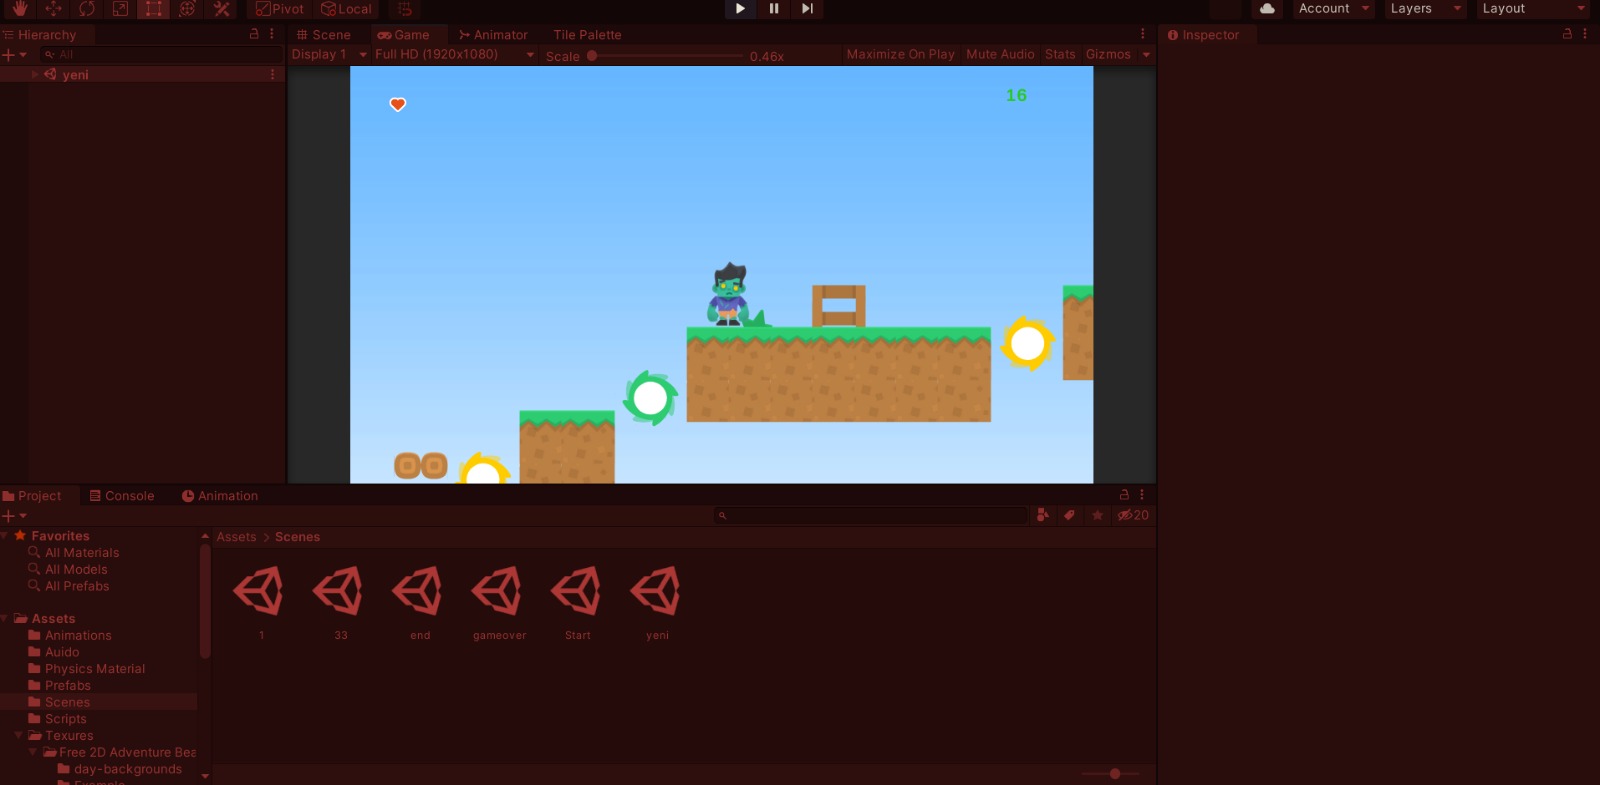 Pivot Local Account Layers Layout
Hierarchy Scene Game Animator Tile Palette Inspector
All Display 1 Full HD (1920x1080) Scale 0.46x Maximize On Play Mute Audio Stats Gizmos
yeni
16
Project Console Animation
20
Favorites
Assets > Scenes
All Materials
All Models
All Prefabs
Assets
Animations
1 33 end gameover Start yeni
Auido
Physics Material
Prefabs
Scenes
Scripts
Texures
Free 2D Adventure Bea
day-backgrounds